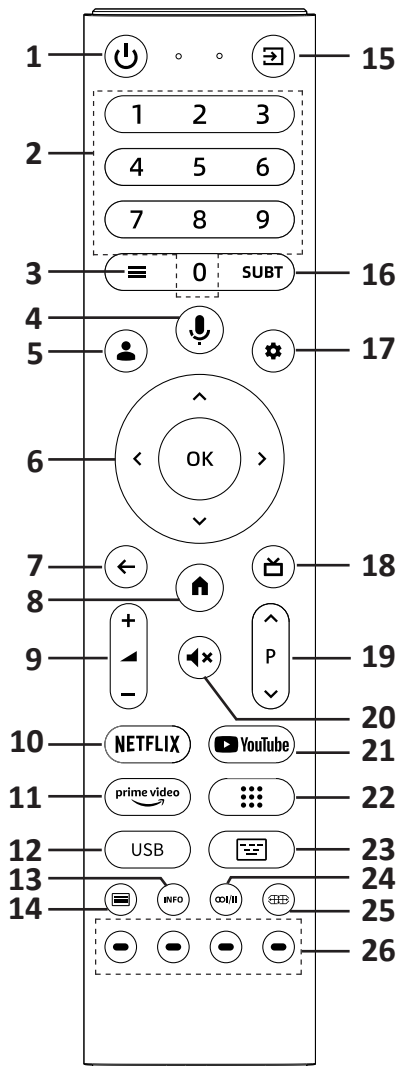 1 15
1 2 3
2
4 5 6
7 8 9
3 0 SUBT 16
4
5 17
6 OK
7 18
8
+
9 P 19
−
20
10 NETFLIX YouTube 21
11 prime video 22
12 USB 23
13 24
14 INFO I/II 25
26